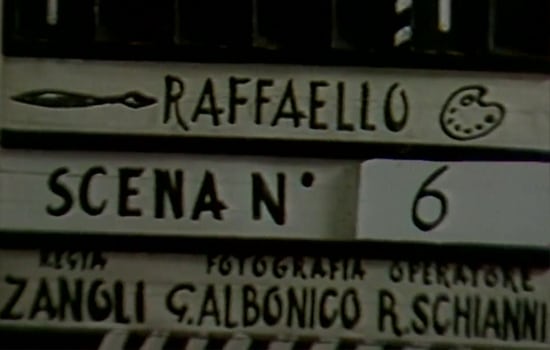 RAFFAELLO
SCENA N° 6
REGIA FOTOGRAFIA OPERATORE
ZANOLI G. ALBONICO R. SCHIANNI